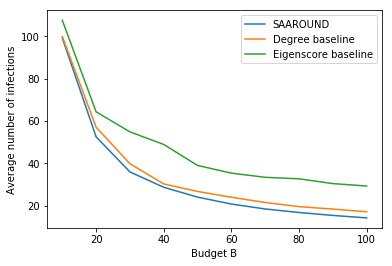 SAAROUND
Degree baseline
Eigenscore baseline
100
80
60
40
20
Average number of infections
20
40
60
80
100
Budget B